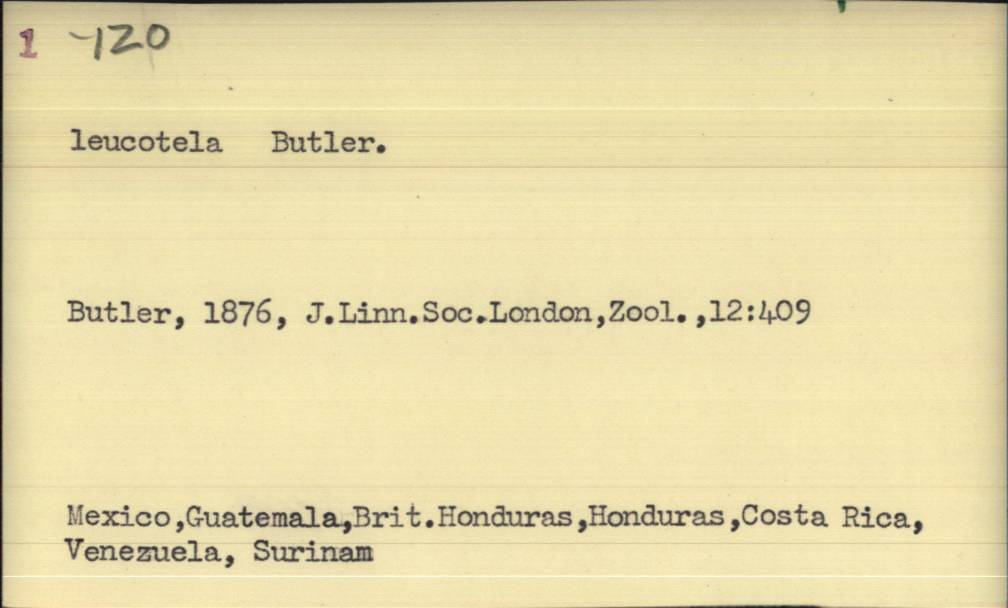 1 -120
leucotela Butler.
Butler, 1876, J.Linn.Soc.London,Zool.,12:409
Mexico,Guatemala,Brit.Honduras,Honduras,Costa Rica,
Venezuela, Surinam